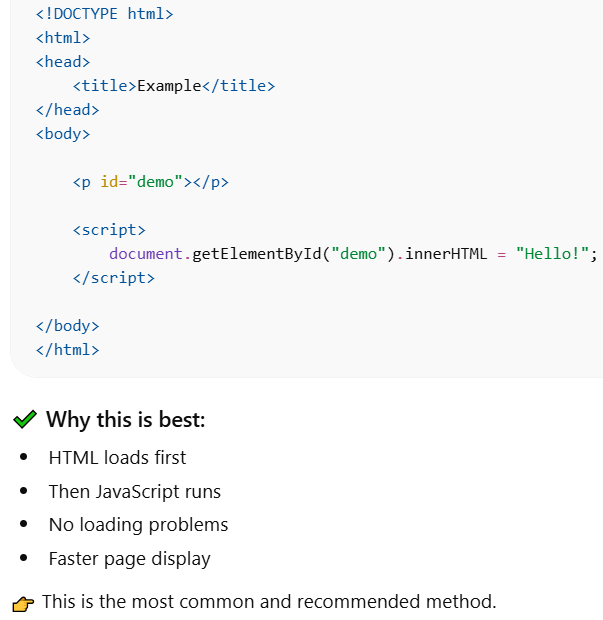 <!DOCTYPE html>
<html>
<head>
    <title>Example</title>
</head>
<body>
    <p id="demo"></p>
    <script>
        document.getElementById("demo").innerHTML = "Hello!";
    </script>
</body>
</html>
✔ Why this is best:
• HTML loads first
• Then JavaScript runs
• No loading problems
• Faster page display
👉 This is the most common and recommended method.